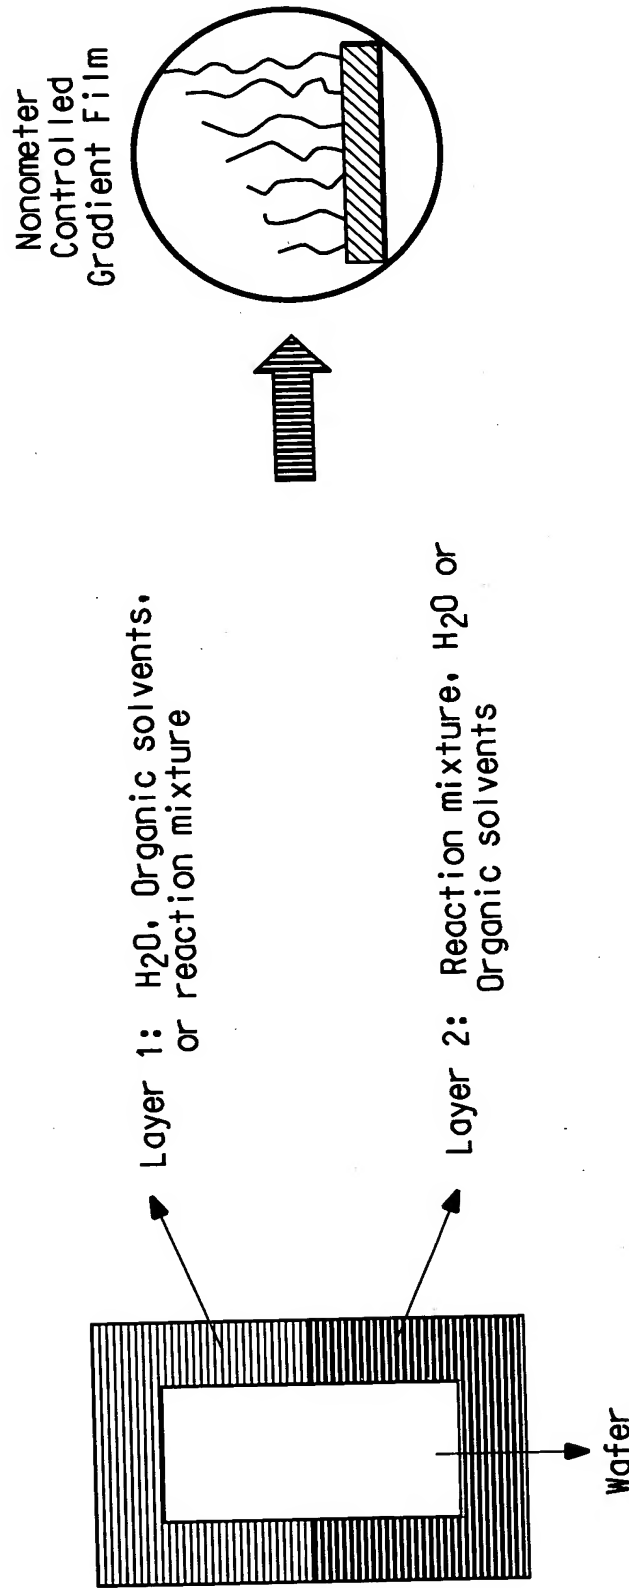 Nonometer
Controlled
Gradient Film
Layer 1: H2O, Organic solvents,
or reaction mixture
Layer 2: Reaction mixture, H2O or
Organic solvents
Wafer